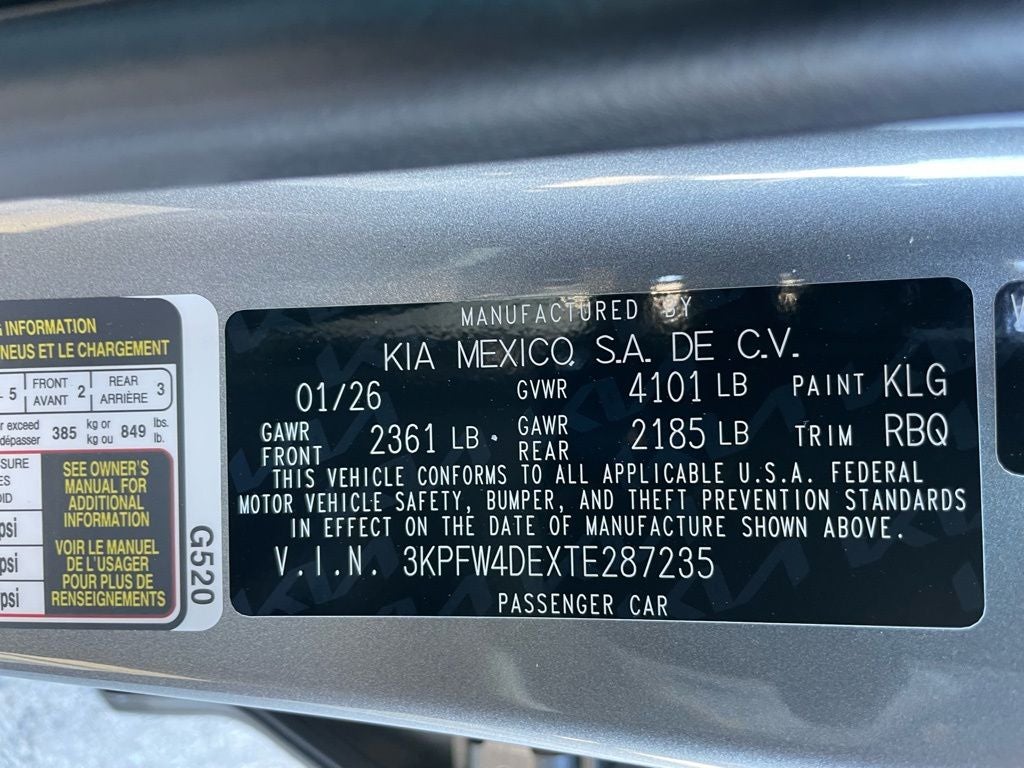 INFORMATION
NEUS ET LE CHARGEMENT
5 FRONT AVANT 2 REAR ARRIÈRE 3
r exceed dépasser 385 kg or kg ou 849 lbs. lb.
SEE OWNER'S
MANUAL FOR
ADDITIONAL
INFORMATION
VOIR LE MANUEL
DE L'USAGER
POUR PLUS DE
RENSEIGNEMENTS
psi
psi
psi
G520
MANUFACTURED BY
KIA MEXICO, S.A. DE C.V.
01/26 GVWR 4101 LB PAINT KLG
GAWR FRONT 2361 LB GAWR REAR 2185 LB TRIM RBQ
THIS VEHICLE CONFORMS TO ALL APPLICABLE U.S.A. FEDERAL
MOTOR VEHICLE SAFETY, BUMPER, AND THEFT PREVENTION STANDARDS
IN EFFECT ON THE DATE OF MANUFACTURE SHOWN ABOVE.
V.I.N. 3KPFW4DEXTE287235
PASSENGER CAR